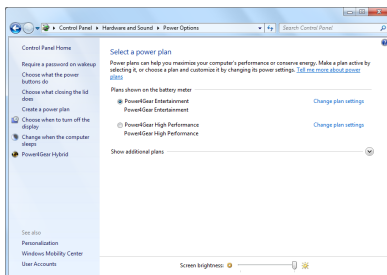 Control Panel ▸ Hardware and Sound ▸ Power Options
Search Control Panel
Control Panel Home
Require a password on wakeup
Choose what the power
buttons do
Choose what closing the lid
does
Create a power plan
Choose when to turn off the
display
Change when the computer
sleeps
Power4Gear Hybrid
See also
Personalization
Windows Mobility Center
User Accounts
Select a power plan
Power plans can help you maximize your computer's performance or conserve energy. Make a plan active by
selecting it, or choose a plan and customize it by changing its power settings. Tell me more about power
plans
Plans shown on the battery meter
Power4Gear Entertainment Change plan settings
Power4Gear Entertainment
Power4Gear High Performance Change plan settings
Power4Gear High Performance
Show additional plans
Screen brightness: